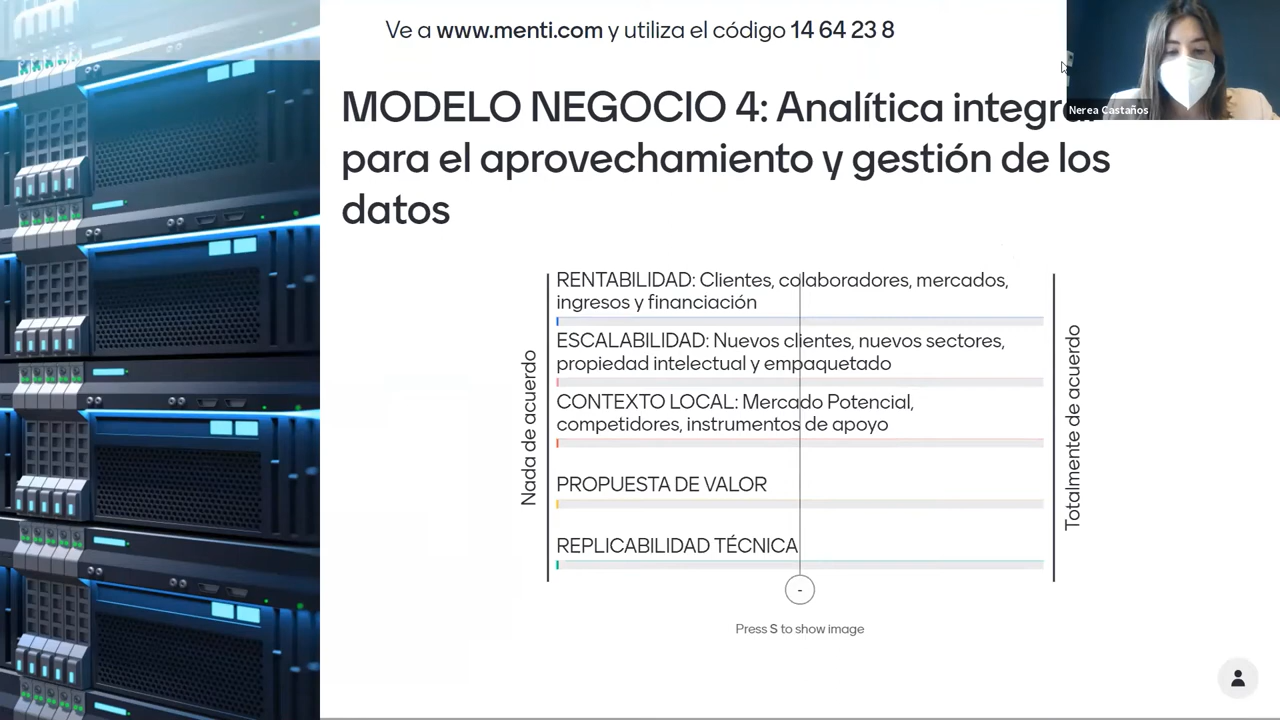 Ve a www.menti.com y utiliza el código 14 64 23 8
Nerea Castaños
MODELO NEGOCIO 4: Analítica
para el aprovechamiento y gestión de los
datos
RENTABILIDAD: Clientes, colaboradores, mercados,
ingresos y financiación
ESCALABILIDAD: Nuevos clientes, nuevos sectores,
propiedad intelectual y empaquetado
CONTEXTO LOCAL: Mercado Potencial,
competidores, instrumentos de apoyo
PROPUESTA DE VALOR
REPLICABILIDAD TÉCNICA
Nada de acuerdo
Totalmente de acuerdo
-
Press S to show image